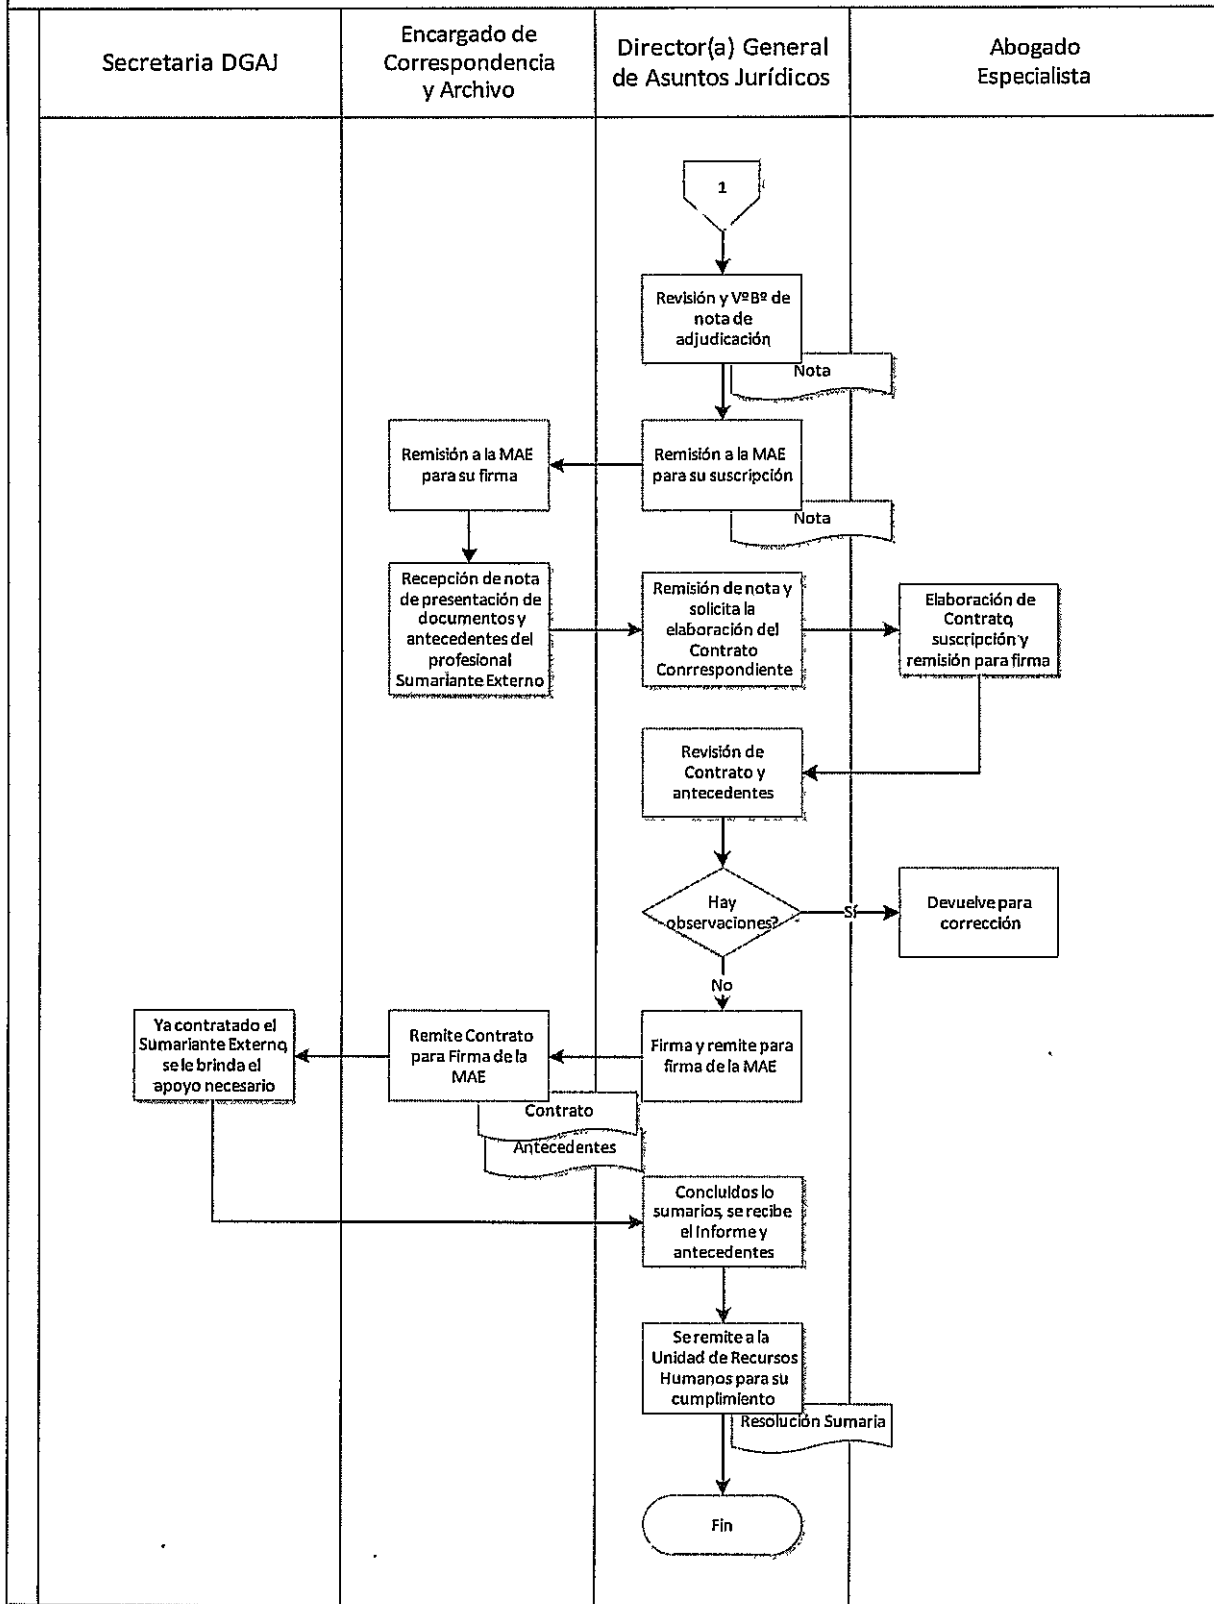 Secretaria DGAJ
Encargado de
Correspondencia
y Archivo
Director(a) General
de Asuntos Jurídicos
Abogado
Especialista
1
Revisión y VºBº de
nota de
adjudicación
Nota
Remisión a la MAE
para su firma
Remisión a la MAE
para su suscripción
Nota
Recepción de nota
de presentación de
documentos y
antecedentes del
profesional
Sumariante Externo
Remisión de nota y
solicita la
elaboración del
Contrato
Conrrespondiente
Elaboración de
Contrato,
suscripción y
remisión para firma
Revisión de
Contrato y
antecedentes
Hay
observaciones?
Sí
Devuelve para
corrección
No
Ya contratado el
Sumariante Externo,
se le brinda el
apoyo necesario
Remite Contrato
para Firma de la
MAE
Firma y remite para
firma de la MAE
Contrato
Antecedentes
Concluidos lo
sumarios, se recibe
el Informe y
antecedentes
Se remite a la
Unidad de Recursos
Humanos para su
cumplimiento
Resolución Sumaria
Fin